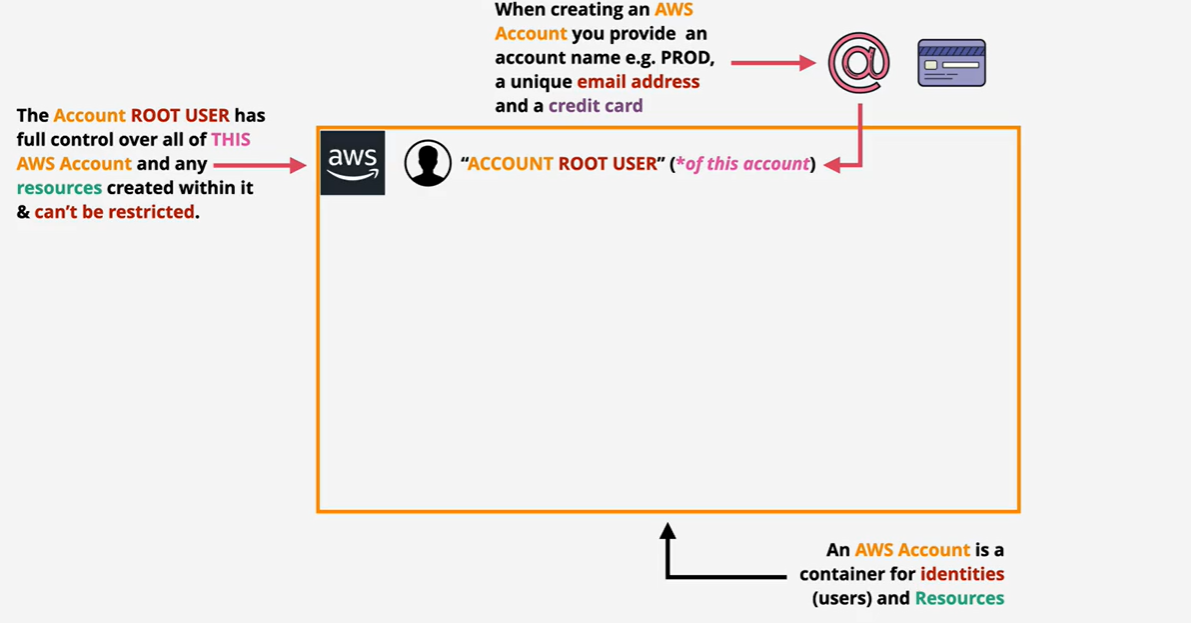 When creating an AWS
Account you provide an
account name e.g. PROD,
a unique email address
and a credit card
The Account ROOT USER has
full control over all of THIS
AWS Account and any
resources created within it
& can't be restricted.
aws
“ACCOUNT ROOT USER” (*of this account)
An AWS Account is a
container for identities
(users) and Resources